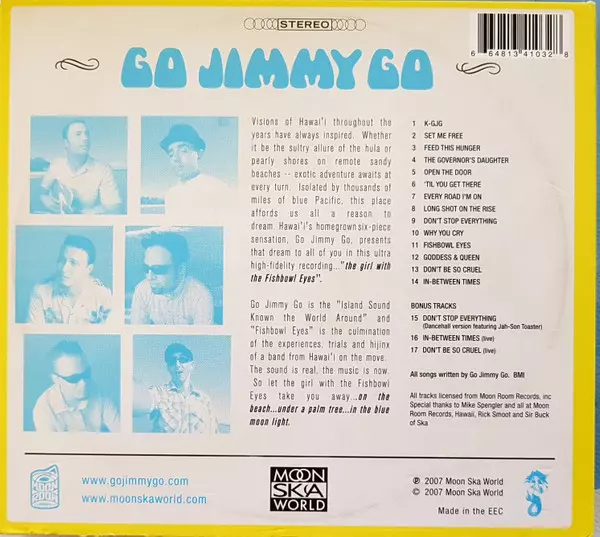 STEREO
GO JIMMY GO
6 64613 41032 8
Visions of Hawai'i throughout the
years have always inspired. Whether
it be the sultry allure of the hula or
pearly shores on remote sandy
beaches -- exotic adventure awaits at
every turn. Isolated by thousands of
miles of blue Pacific, this place
affords us all a reason to
dream. Hawai'i's homegrown six-piece
sensation, Go Jimmy Go, presents
that dream to all of you in this ultra
high-fidelity recording..."the girl with
the Fishbowl Eyes".
Go Jimmy Go is the "Island Sound
Known the World Around" and
"Fishbowl Eyes" is the culmination
of the experiences, trials and hijinx
of a band from Hawai'i on the move.
The sound is real, the music is now.
So let the girl with the Fishbowl
Eyes take you away...on the
beach...under a palm tree...in the blue
moon light.
1 K-GJG
2 SET ME FREE
3 FEED THIS HUNGER
4 THE GOVERNOR'S DAUGHTER
5 OPEN THE DOOR
6 'TIL YOU GET THERE
7 EVERY ROAD I'M ON
8 LONG SHOT ON THE RISE
9 DON'T STOP EVERYTHING
10 WHY YOU CRY
11 FISHBOWL EYES
12 GODDESS & QUEEN
13 DON'T BE SO CRUEL
14 IN-BETWEEN TIMES
BONUS TRACKS
15 DON'T STOP EVERYTHING
(Dancehall version featuring Jah-Son Toaster)
16 IN-BETWEEN TIMES (live)
17 DON'T BE SO CRUEL (live)
All songs written by Go Jimmy Go. BMI
All tracks licensed from Moon Room Records, inc
Special thanks to Mike Spengler and all at Moon
Room Records, Hawaii, Rick Smoot and Sir Buck
of Ska
www.gojimmygo.com
www.moonskaworld.com
MOON
SKA
WORLD
℗ 2007 Moon Ska World
© 2007 Moon Ska World
Made in the EEC